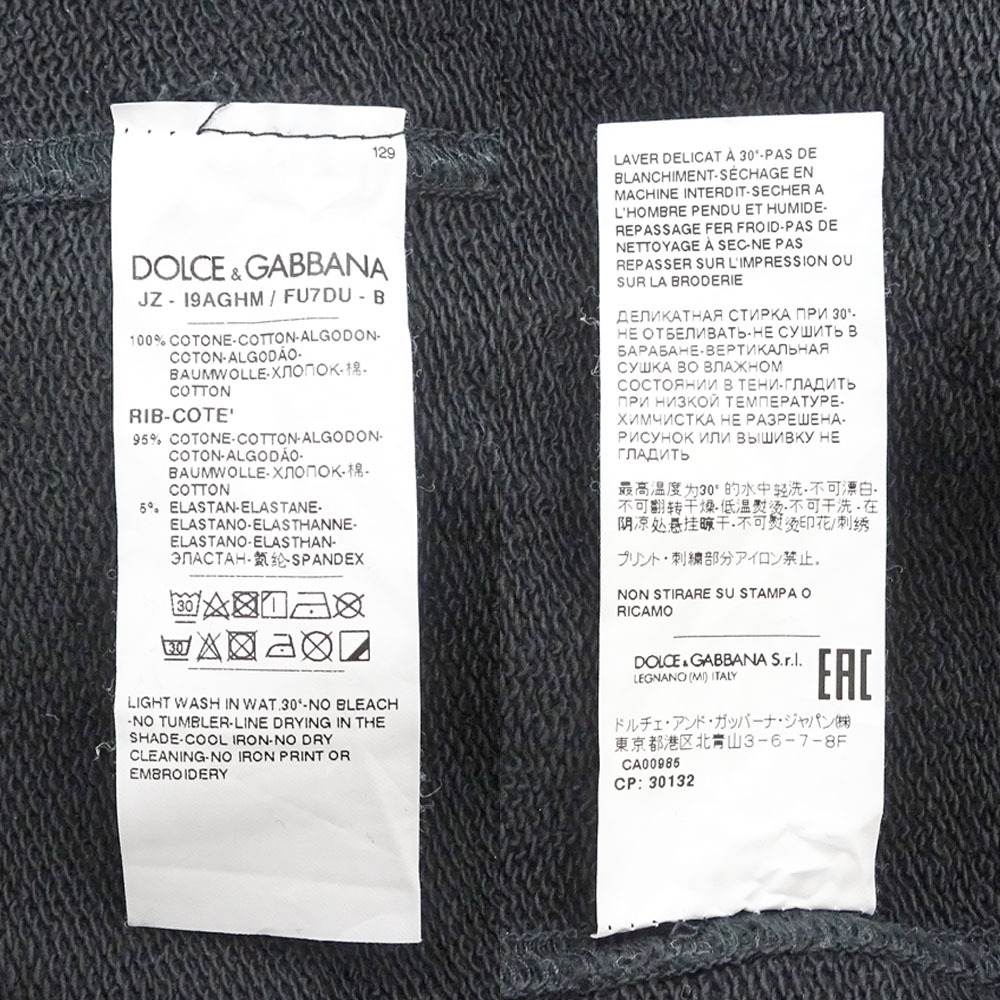 129
DOLCE & GABBANA
JZ - I9AGHM / FU7DU - B
100% COTONE-COTTON-ALGODON-
COTON-ALGODÃO-
BAUMWOLLE-ХЛОПОК-棉-
COTTON
RIB-COTE'
95% COTONE-COTTON-ALGODON-
COTON-ALGODÃO-
BAUMWOLLE-ХЛОПОК-棉-
COTTON
5% ELASTAN-ELASTANE-
ELASTANO-ELASTHANNE-
ELASTANO-ELASTHAN-
ЭЛАСТАН-氨纶-SPANDEX
30
30
LIGHT WASH IN WAT.30°-NO BLEACH
-NO TUMBLER-LINE DRYING IN THE
SHADE-COOL IRON-NO DRY
CLEANING-NO IRON PRINT OR
EMBROIDERY
LAVER DELICAT À 30°-PAS DE
BLANCHIMENT-SÉCHAGE EN
MACHINE INTERDIT-SECHER A
L'HOMBRE PENDU ET HUMIDE-
REPASSAGE FER FROID-PAS DE
NETTOYAGE À SEC-NE PAS
REPASSER SUR L'IMPRESSION OU
SUR LA BRODERIE
ДЕЛИКАТНАЯ СТИРКА ПРИ 30°-
НЕ ОТБЕЛИВАТЬ-НЕ СУШИТЬ В
БАРАБАНЕ-ВЕРТИКАЛЬНАЯ
СУШКА ВО ВЛАЖНОМ
СОСТОЯНИИ В ТЕНИ-ГЛАДИТЬ
ПРИ НИЗКОЙ ТЕМПЕРАТУРЕ-
ХИМЧИСТКА НЕ РАЗРЕШЕНА-
РИСУНОК ИЛИ ВЫШИВКУ НЕ
ГЛАДИТЬ
最高温度为30°的水中轻洗-不可漂白-
不可翻转干燥-低温熨烫-不可干洗-在
阴凉处悬挂晾干-不可熨烫印花/刺绣
プリント・刺繍部分アイロン禁止。
NON STIRARE SU STAMPA O
RICAMO
DOLCE & GABBANA S.r.l.
LEGNANO (MI) ITALY
EAC
ドルチェ・アンド・ガッバーナ・ジャパン㈱
東京都港区北青山3-6-7-8F
CA00985
CP: 30132